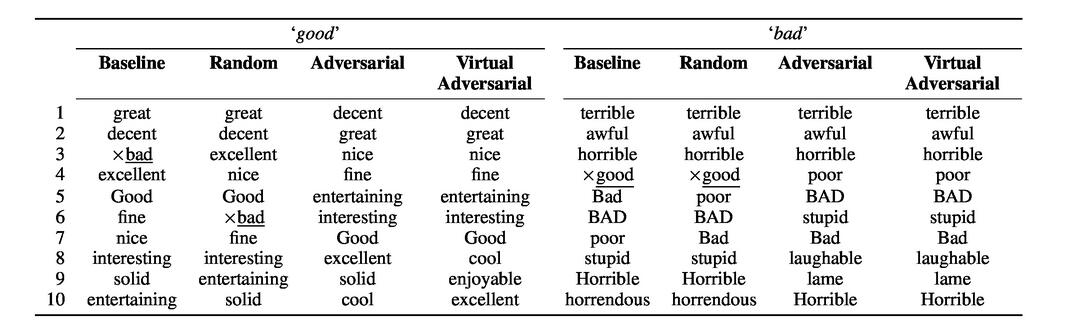 ‘good’ ‘bad’
Baseline Random Adversarial Virtual Adversarial Baseline Random Adversarial Virtual Adversarial
1 great great decent decent terrible terrible terrible terrible
2 decent decent great great awful awful awful awful
3 ×bad excellent nice nice horrible horrible horrible horrible
4 excellent nice fine fine ×good ×good poor poor
5 Good Good entertaining entertaining Bad poor BAD BAD
6 fine ×bad interesting interesting BAD BAD stupid stupid
7 nice fine Good Good poor Bad Bad Bad
8 interesting interesting excellent cool stupid stupid laughable laughable
9 solid entertaining solid enjoyable Horrible Horrible lame lame
10 entertaining solid cool excellent horrendous horrendous Horrible Horrible